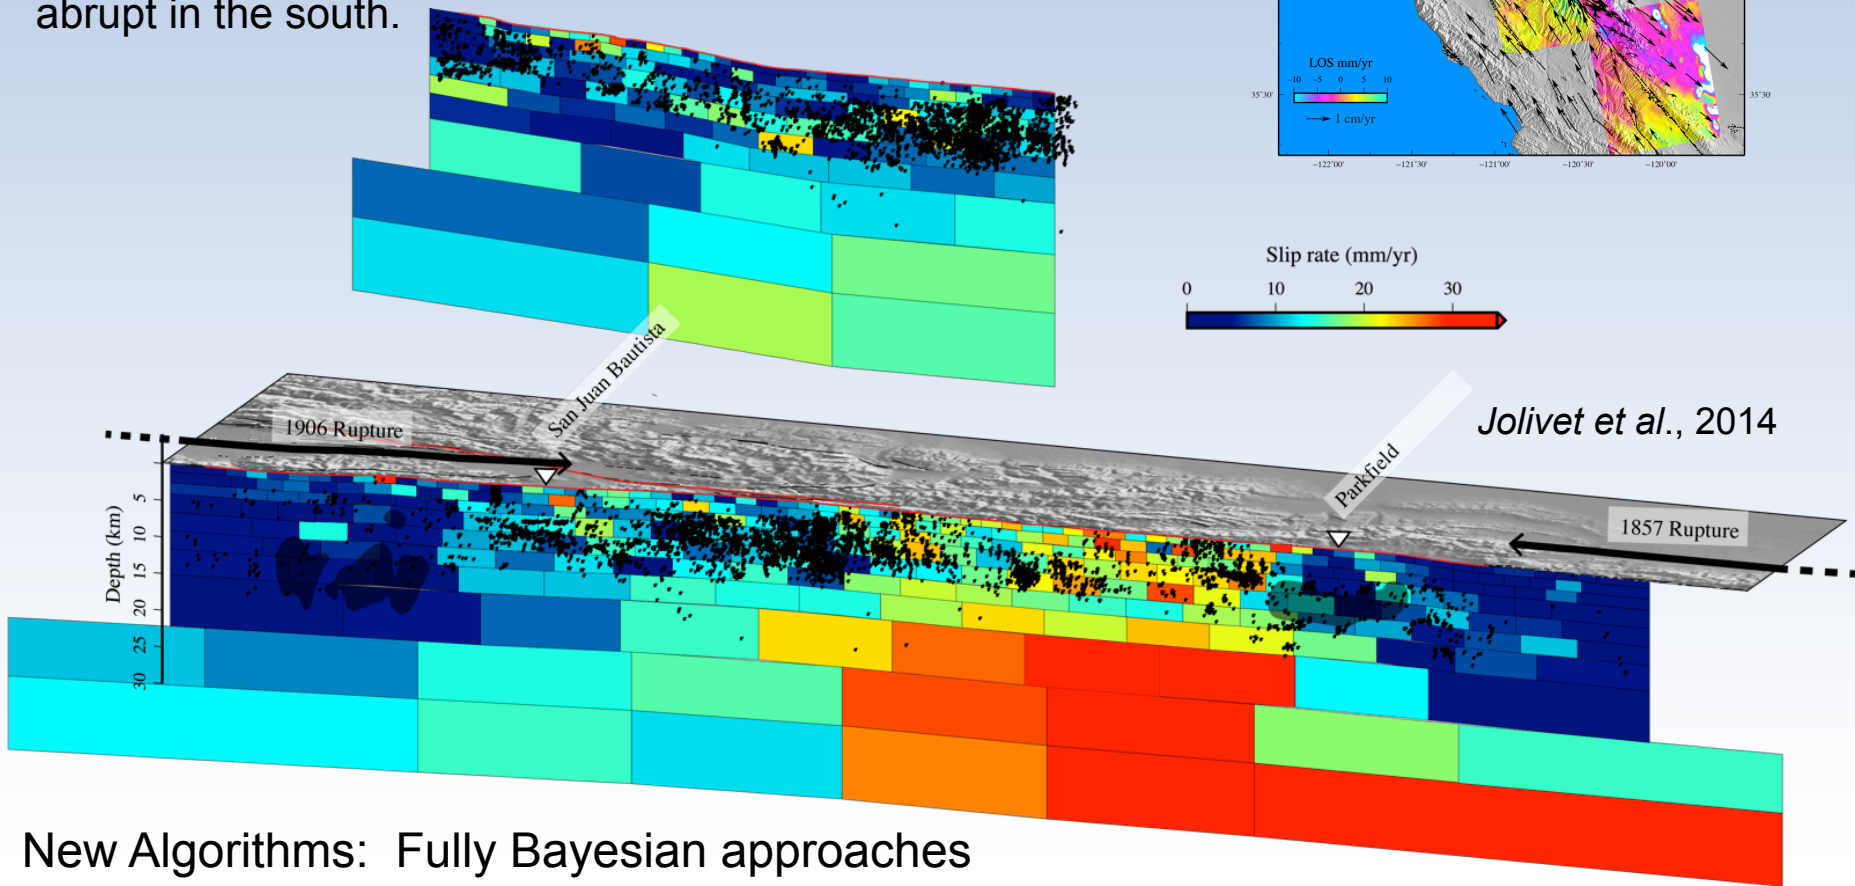 abrupt in the south.
LOS mm/yr
−10 −5 0 5 10
1 cm/yr
35˚30'
35˚30'
−122˚00' −121˚30' −121˚00' −120˚30' −120˚00'
Slip rate (mm/yr)
0 10 20 30
San Juan Bautista
Jolivet et al., 2014
1906 Rupture
Parkfield
1857 Rupture
Depth (km)
5
10
15
20
25
30
New Algorithms: Fully Bayesian approaches